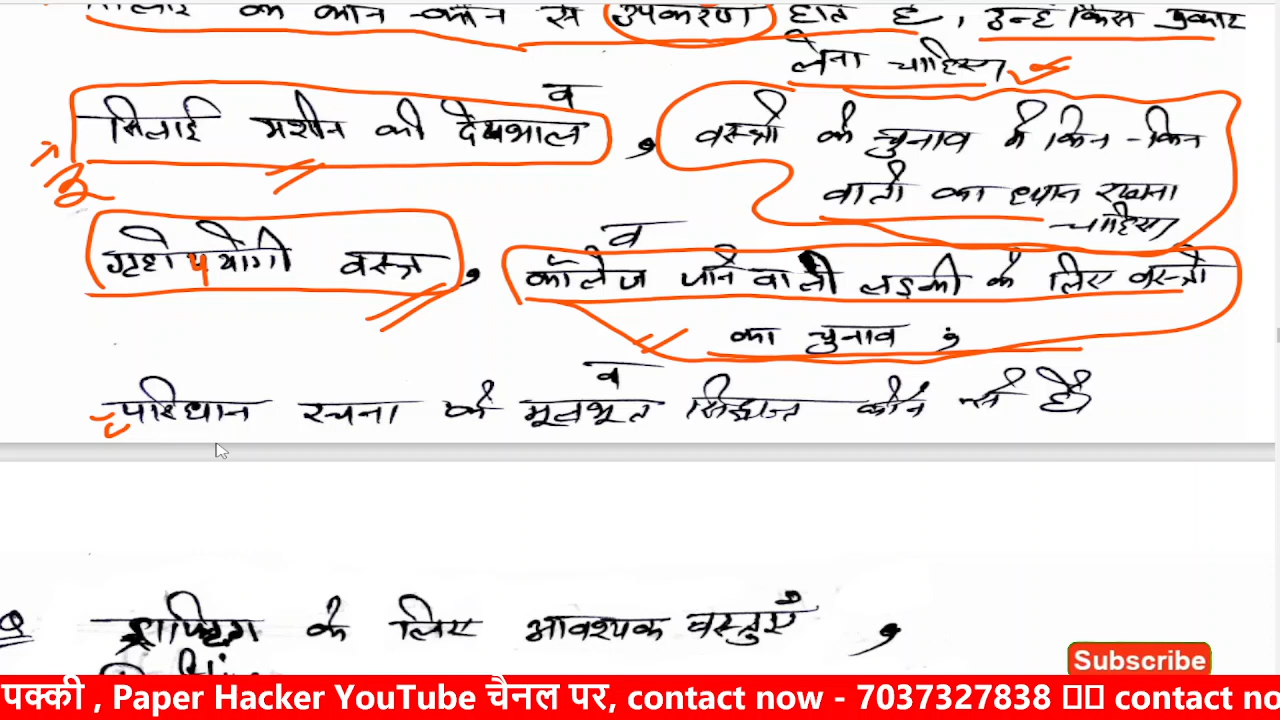 के कौन-कौन से उपकरण होते है, उन्हे किस प्रकार
लेना चाहिए
सिलाई मशीन की देखभाल व, वस्त्रो के चुनाव मे किन-किन
बातो का ध्यान रखना
चाहिए
गृहोपयोगी वस्त्र, व कॉलेज जाने वाली लड़की के लिए वस्त्रो
का चुनाव,
परिधान रचना के व मूलभूत सिद्धान्त कौन से है
ड्राफ्टिंग के लिए आवश्यक वस्तुएँ,
Subscribe
पक्की , Paper Hacker YouTube चैनल पर, contact now - 7037327838 contact no